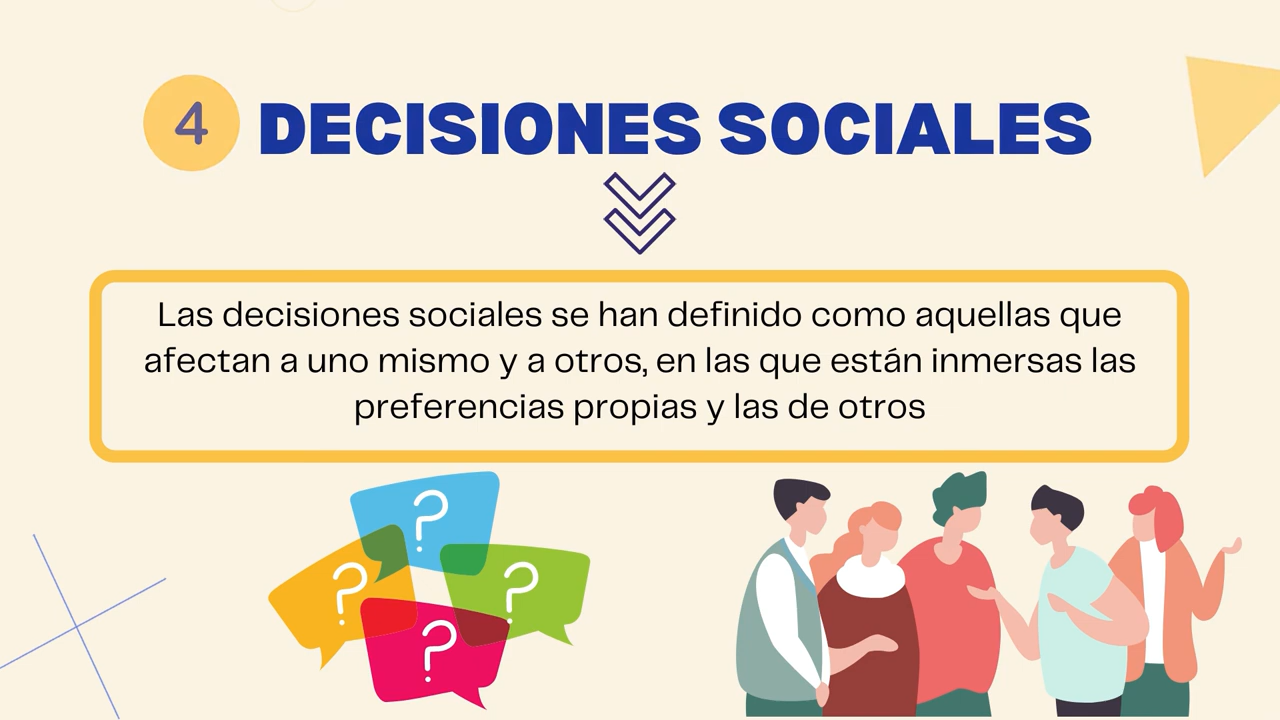 4 DECISIONES SOCIALES
Las decisiones sociales se han definido como aquellas que
afectan a uno mismo y a otros, en las que están inmersas las
preferencias propias y las de otros
?
?
?
?